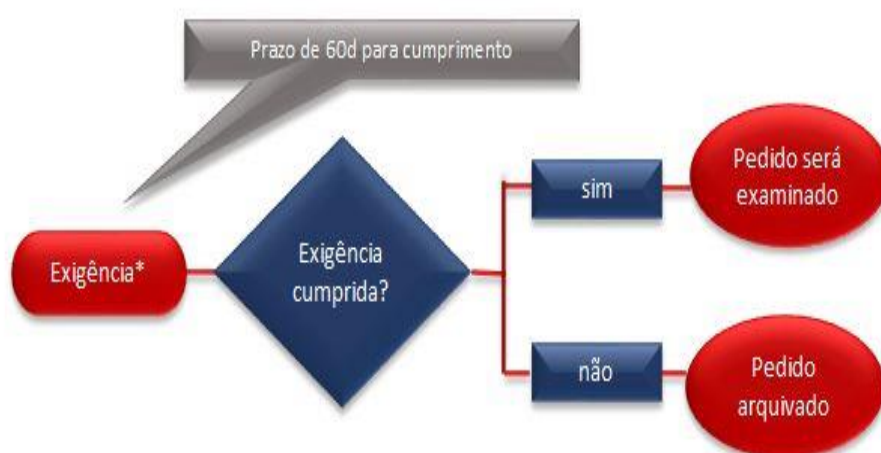 Prazo de 60d para cumprimento
Exigência*
Exigência
cumprida?
sim
Pedido será
examinado
não
Pedido
arquivado